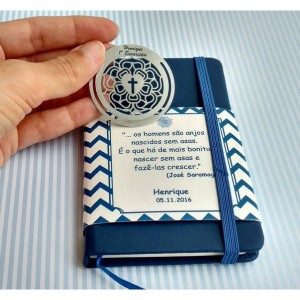 Henrique
1ª Eucaristia
"... os homens são anjos
nascidos sem asas.
É o que há de mais bonito,
nascer sem asas e
fazê-las crescer."
(José Saramago)
Henrique
05.11.2016